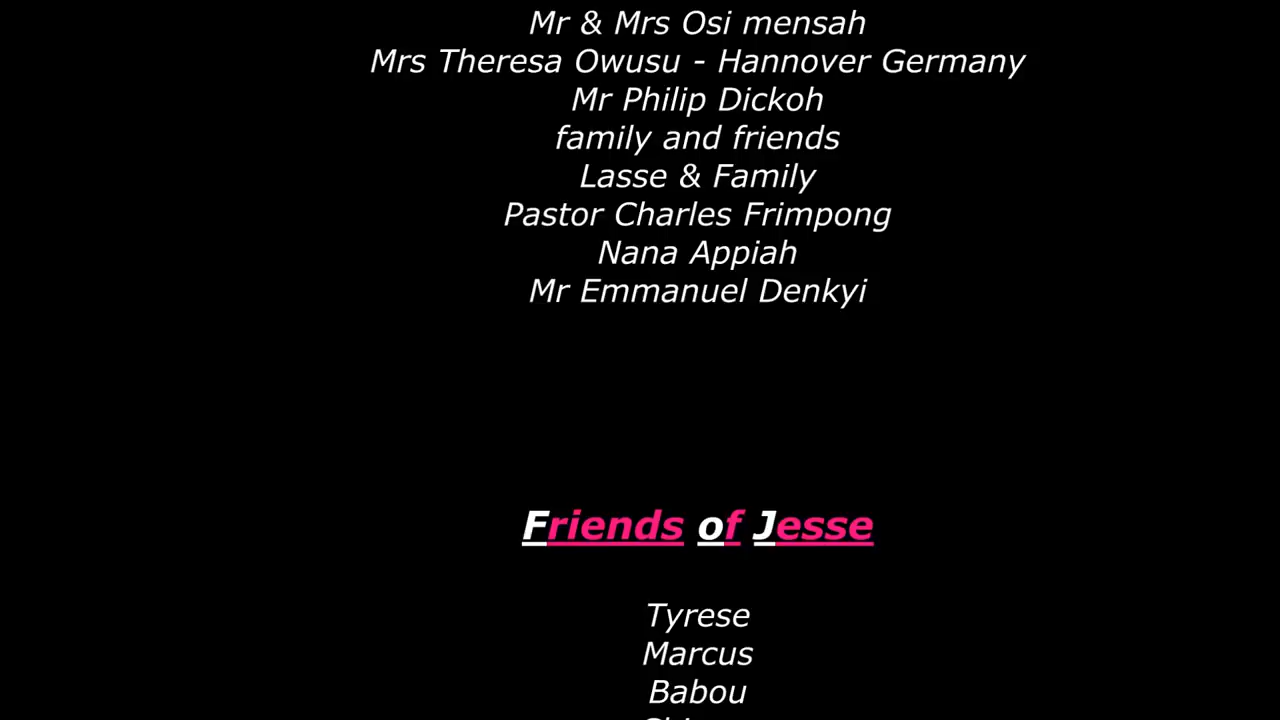 Mr & Mrs Osi mensah
Mrs Theresa Owusu - Hannover Germany
Mr Philip Dickoh
family and friends
Lasse & Family
Pastor Charles Frimpong
Nana Appiah
Mr Emmanuel Denkyi
Friends of Jesse
Tyrese
Marcus
Babou